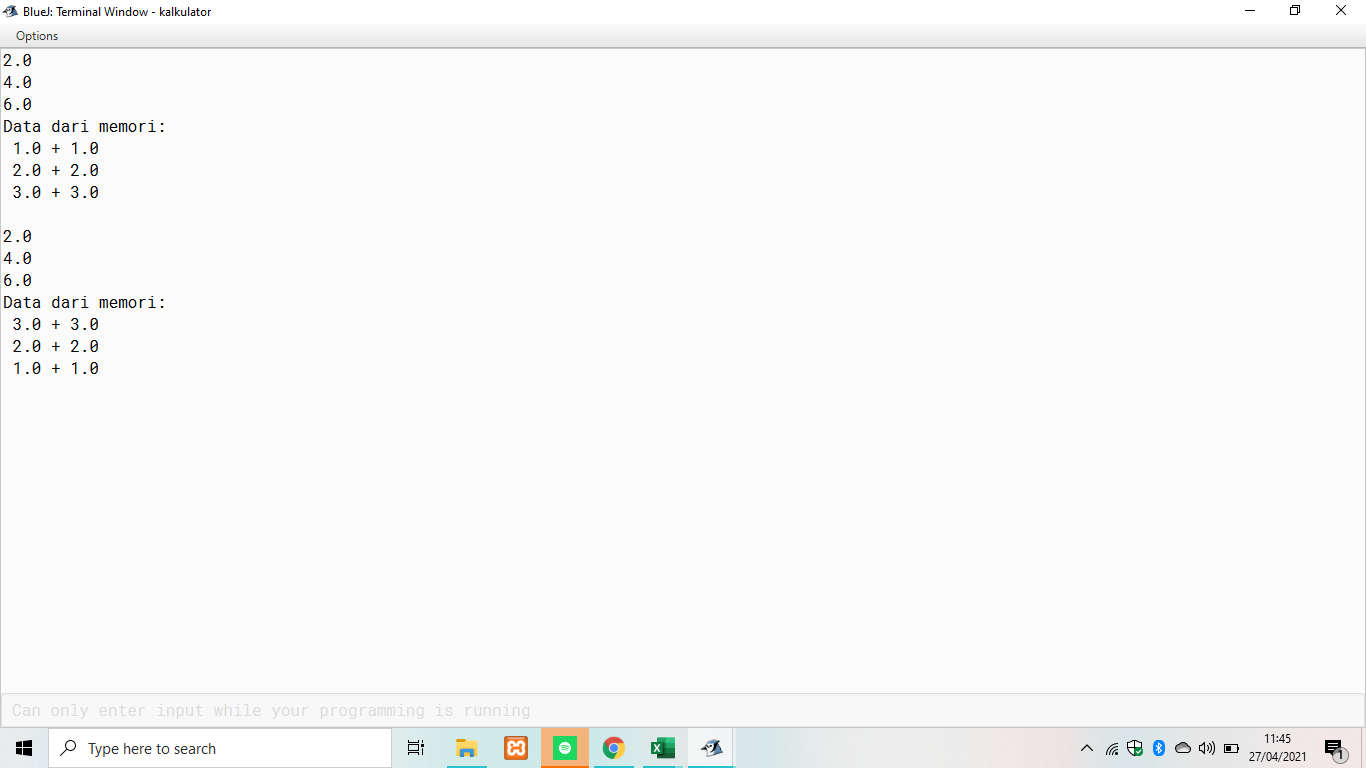 BlueJ: Terminal Window - kalkulator
Options
2.0
4.0
6.0
Data dari memori:
1.0 + 1.0
2.0 + 2.0
3.0 + 3.0
2.0
4.0
6.0
Data dari memori:
3.0 + 3.0
2.0 + 2.0
1.0 + 1.0
Can only enter input while your programming is running
Type here to search
11:45
27/04/2021
1